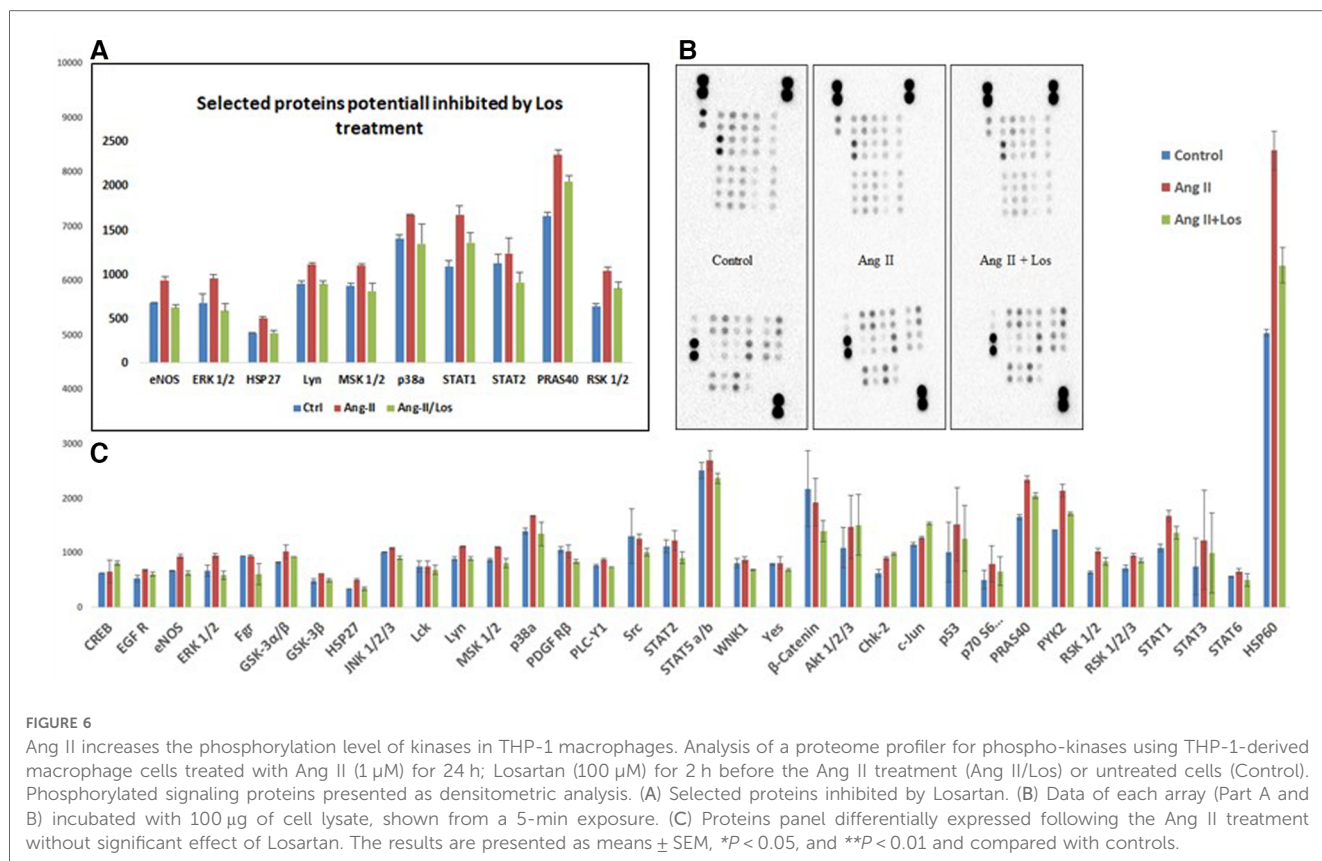 A
Selected proteins potentiall inhibited by Los
treatment
2500
2000
1500
1000
500
0
eNOS ERK 1/2 HSP27 Lyn MSK 1/2 p38a STAT1 STAT2 PRAS40 RSK 1/2
Ctrl Ang-II Ang-II/Los
B
Control Ang II Ang II + Los
Control
Ang II
Ang II+Los
C
10000
9000
8000
7000
6000
5000
4000
3000
2000
1000
0
CREB EGF R eNOS ERK 1/2 Fgr GSK-3α/β GSK-3β HSP27 JNK 1/2/3 Lck Lyn MSK 1/2 p38a PDGF Rβ PLC-Y1 Src STAT2 STAT5 a/b WNK1 Yes β-Catenin Akt 1/2/3 Chk-2 c-Jun p53 p70 S6... PRAS40 PYK2 RSK 1/2 RSK 1/2/3 STAT1 STAT3 STAT6 HSP60
FIGURE 6
Ang II increases the phosphorylation level of kinases in THP-1 macrophages. Analysis of a proteome profiler for phospho-kinases using THP-1-derived
macrophage cells treated with Ang II (1 μM) for 24 h; Losartan (100 μM) for 2 h before the Ang II treatment (Ang II/Los) or untreated cells (Control).
Phosphorylated signaling proteins presented as densitometric analysis. (A) Selected proteins inhibited by Losartan. (B) Data of each array (Part A and
B) incubated with 100 μg of cell lysate, shown from a 5-min exposure. (C) Proteins panel differentially expressed following the Ang II treatment
without significant effect of Losartan. The results are presented as means ± SEM, *P < 0.05, and **P < 0.01 and compared with controls.